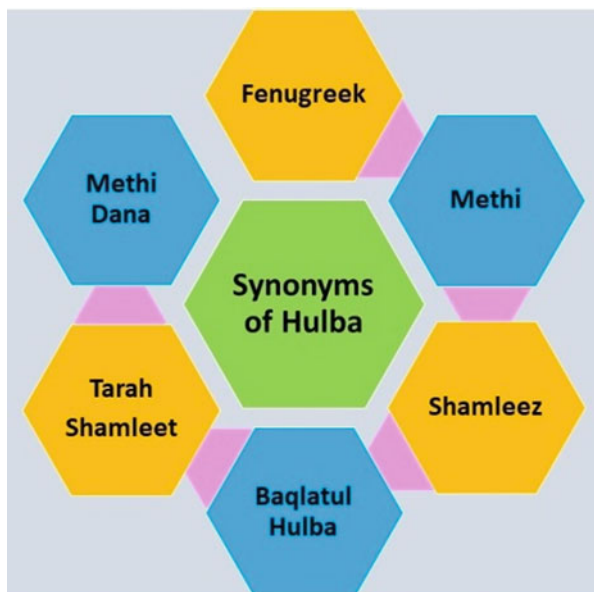 Fenugreek
Methi
Dana
Methi
Synonyms
of Hulba
Tarah
Shamleet
Shamleez
Baqlatul
Hulba